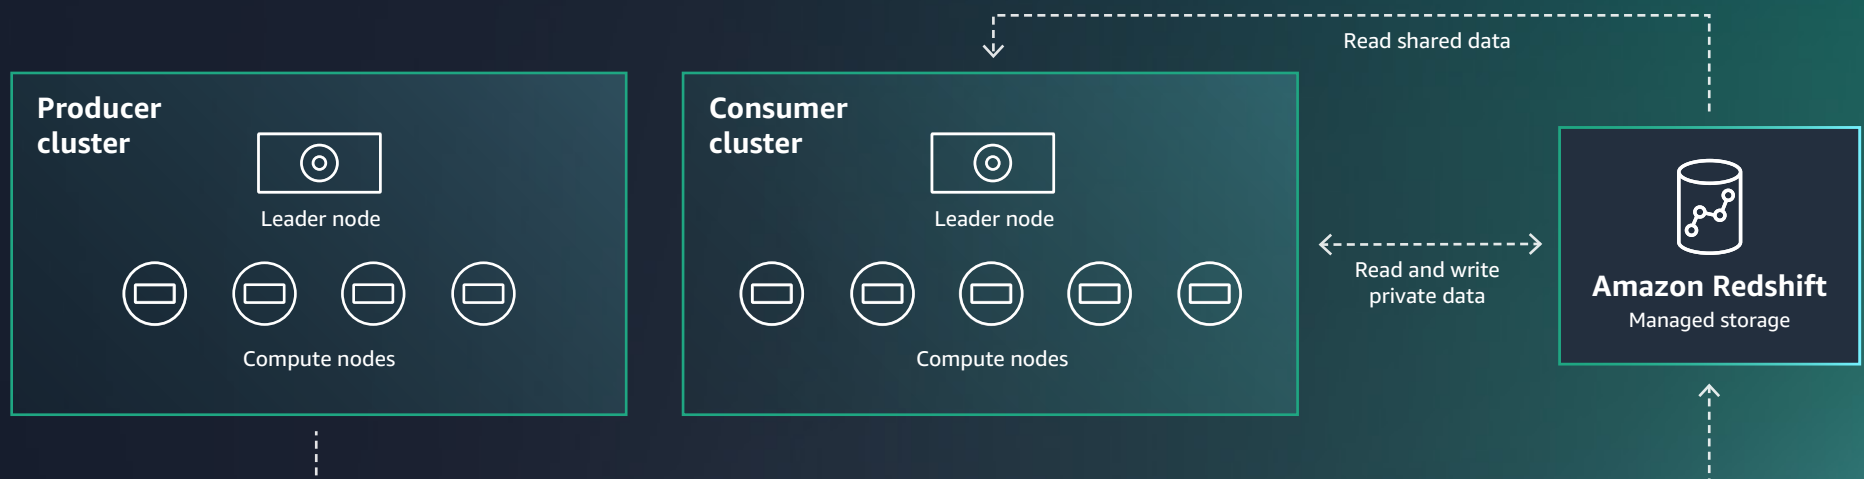 Read shared data
Producer
cluster
Leader node
Compute nodes
Consumer
cluster
Leader node
Compute nodes
Read and write
private data
Amazon Redshift
Managed storage